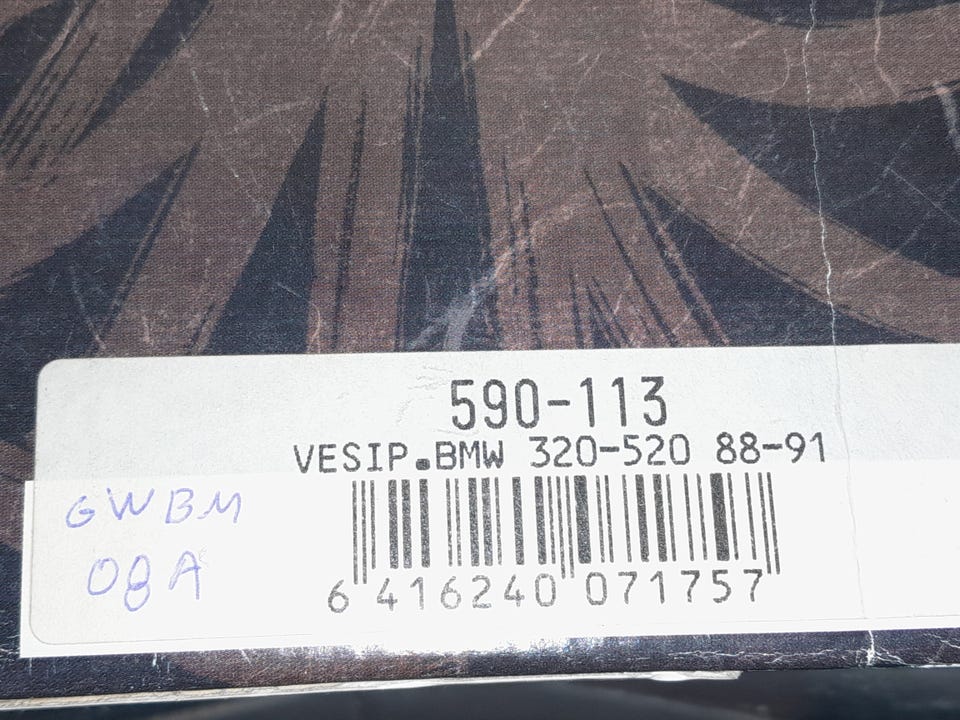 590-113
VESIP.BMW 320-520 88-91
GWBM
08A
6 416240 071757